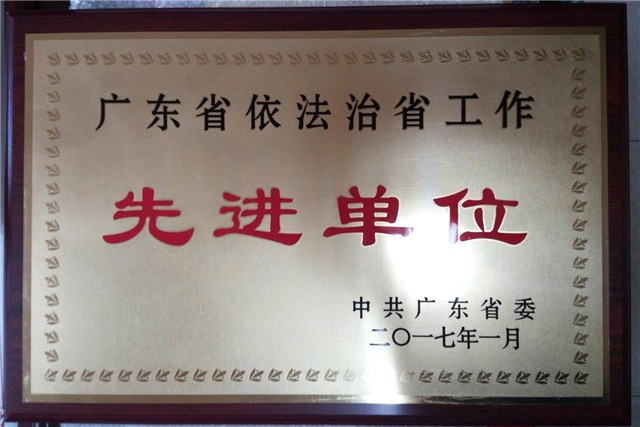 广东省依法治省工作
先进单位
中共广东省委
二〇一七年一月